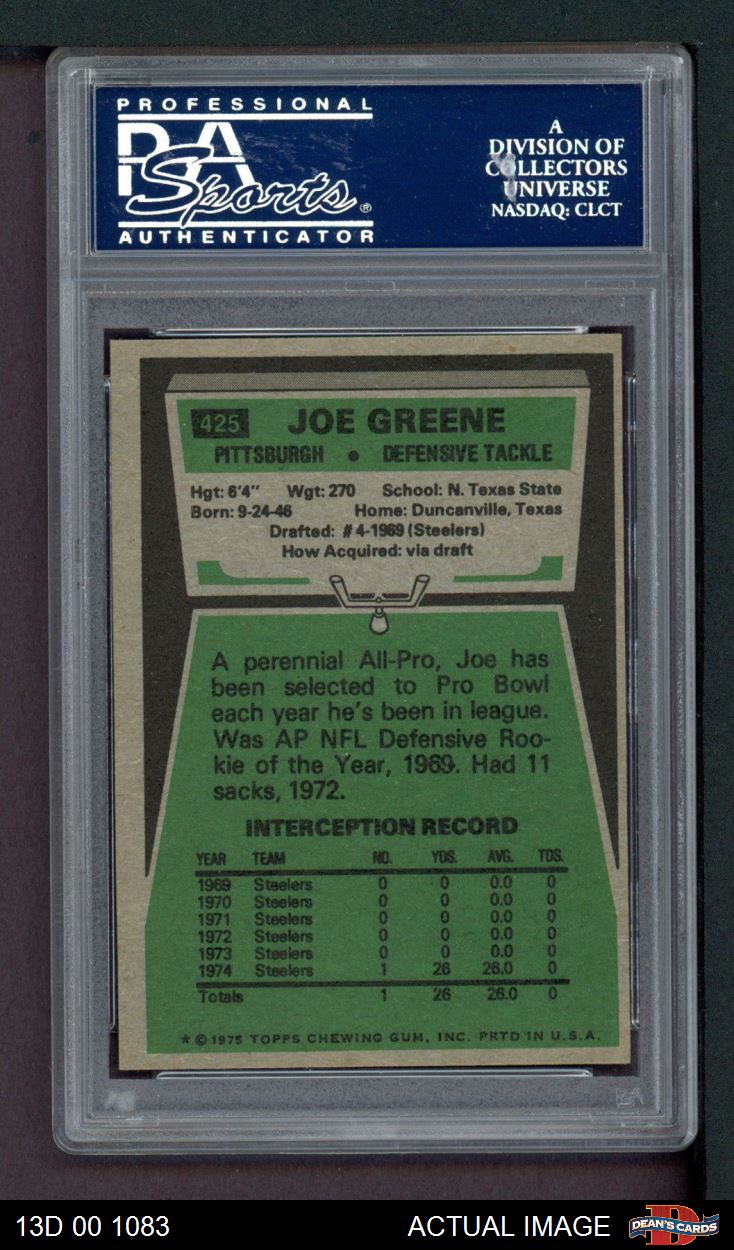 PROFESSIONAL
PSA
Sports®
AUTHENTICATOR
A
DIVISION OF
COLLECTORS
UNIVERSE
NASDAQ: CLCT
425 JOE GREENE
PITTSBURGH • DEFENSIVE TACKLE
Hgt: 6'4" Wgt: 270 School: N. Texas State
Born: 9-24-46 Home: Duncanville, Texas
Drafted: #4-1969 (Steelers)
How Acquired: via draft
A perennial All-Pro, Joe has
been selected to Pro Bowl
each year he's been in league.
Was AP NFL Defensive Roo-
kie of the Year, 1969. Had 11
sacks, 1972.
INTERCEPTION RECORD
YEAR TEAM NO. YDS. AVG. TDS.
1969 Steelers 0 0 0.0 0
1970 Steelers 0 0 0.0 0
1971 Steelers 0 0 0.0 0
1972 Steelers 0 0 0.0 0
1973 Steelers 0 0 0.0 0
1974 Steelers 1 26 26.0 0
Totals 1 26 26.0 0
* © 1975 TOPPS CHEWING GUM, INC. PRTD IN U.S.A.
PSA
13D 00 1083 ACTUAL IMAGE D DEAN'S CARDS